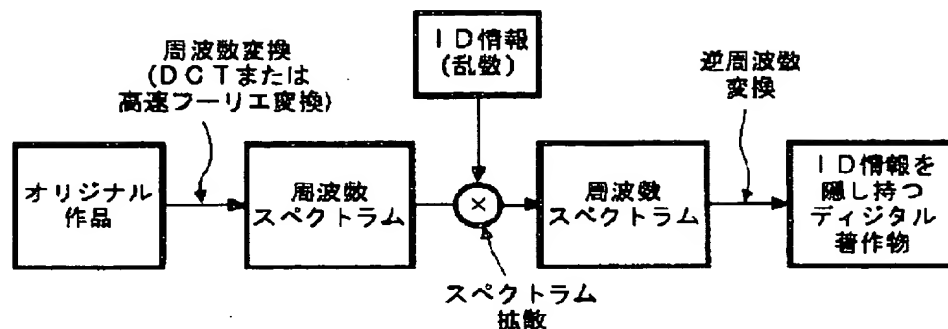 周波数変換
(DCTまたは
高速フーリエ変換)
ID情報
(乱数)
逆周波数
変換
オリジナル
作品
周波数
スペクトラム
×
周波数
スペクトラム
ID情報を
隠し持つ
ディジタル
著作物
スペクトラム
拡散